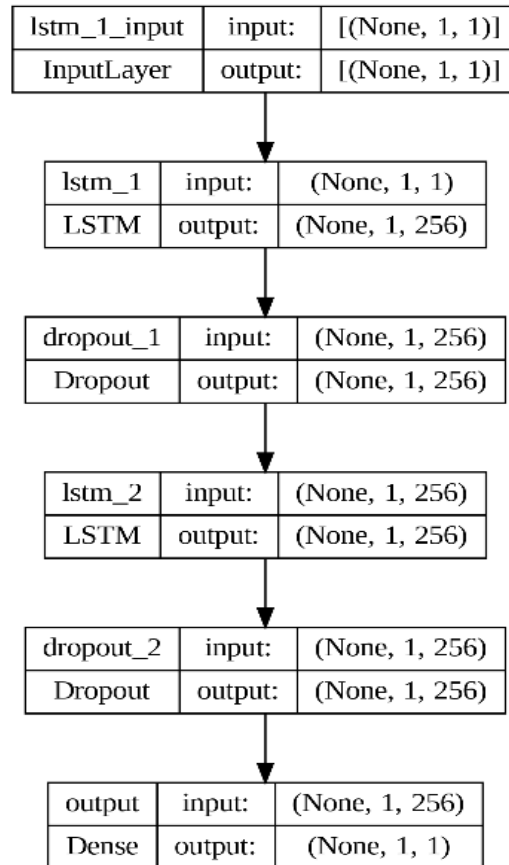 lstm_1_input input: [(None, 1, 1)]
InputLayer output: [(None, 1, 1)]
lstm_1 input: (None, 1, 1)
LSTM output: (None, 1, 256)
dropout_1 input: (None, 1, 256)
Dropout output: (None, 1, 256)
lstm_2 input: (None, 1, 256)
LSTM output: (None, 1, 256)
dropout_2 input: (None, 1, 256)
Dropout output: (None, 1, 256)
output input: (None, 1, 256)
Dense output: (None, 1, 1)